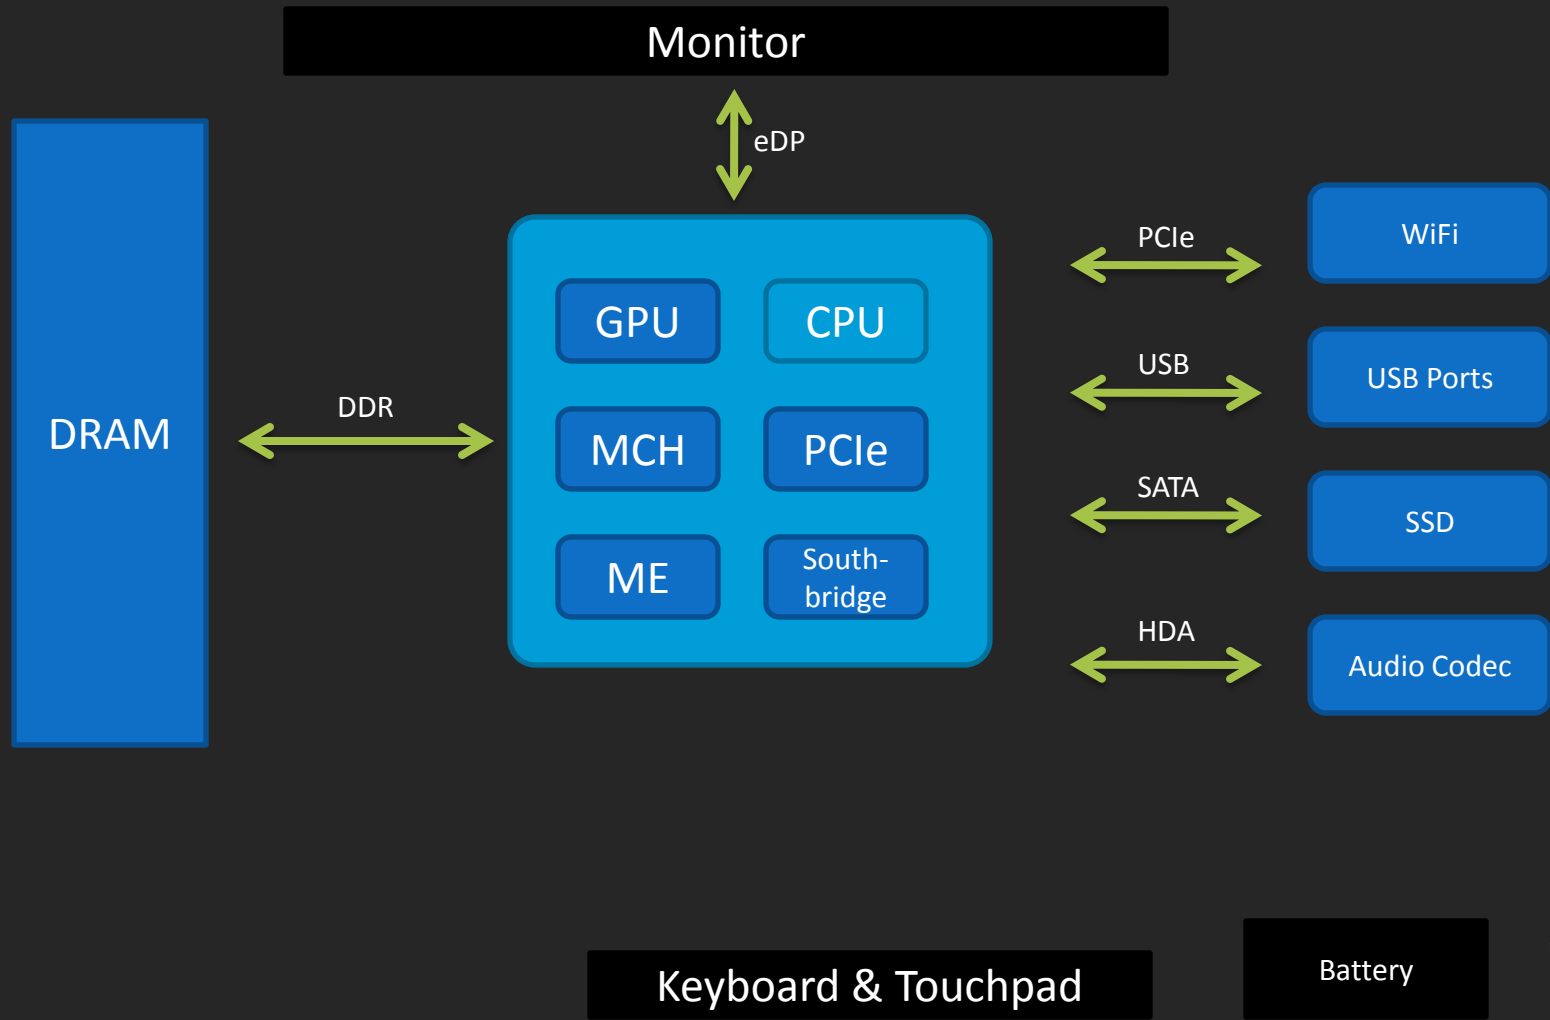 Monitor
eDP
DRAM
DDR
GPU
CPU
MCH
PCIe
ME
South-
bridge
PCIe
WiFi
USB
USB Ports
SATA
SSD
HDA
Audio Codec
Keyboard & Touchpad
Battery